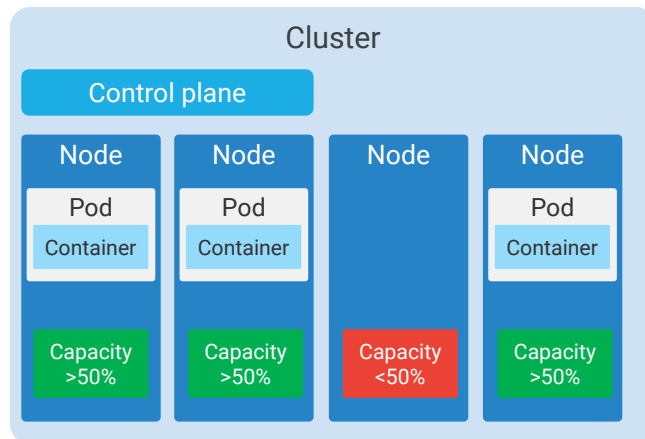 Cluster
Control plane
Node
Pod
Container
Capacity
>50%
Node
Pod
Container
Capacity
>50%
Node
Capacity
<50%
Node
Pod
Container
Capacity
>50%